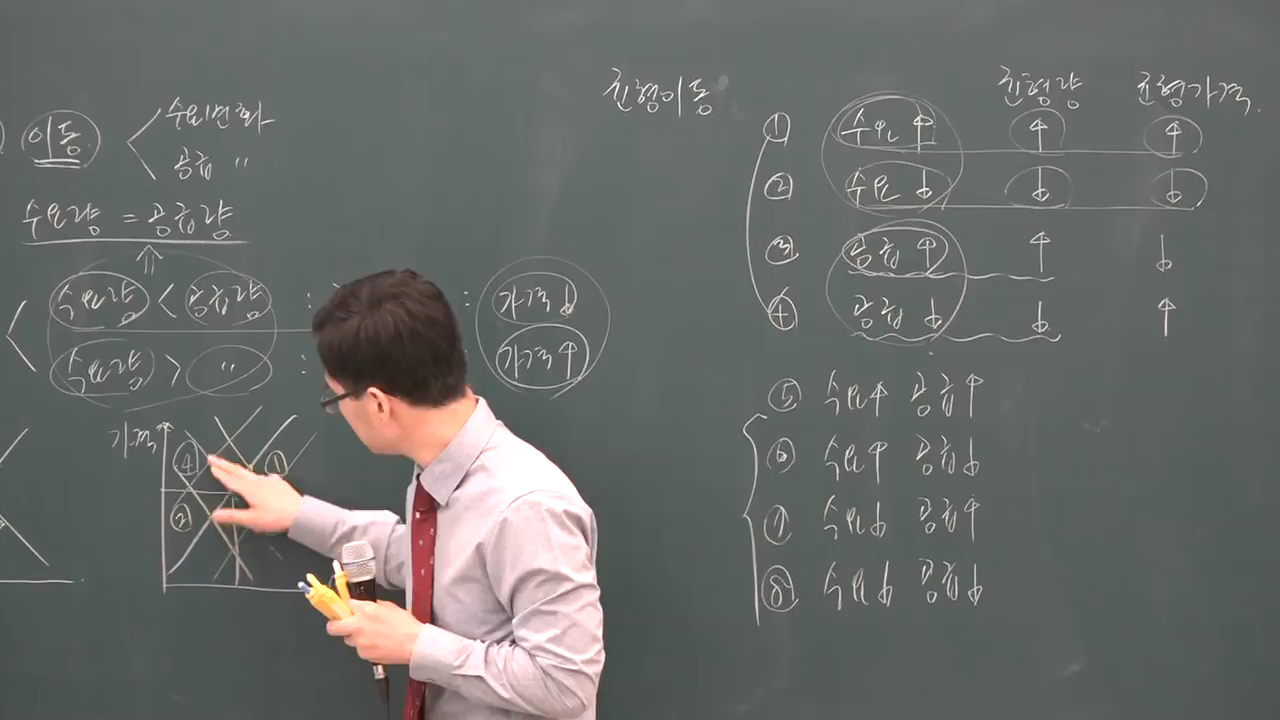 이동 < 수요변화
공급 〃
수요량 = 공급량
⇑
수요량 < 공급량 : : 가격↓
수요량 > 〃 : : 가격↑
가격
④ ①
②
균형이동 균형량 균형가격
① 수요↑ ↑ ↑
② 수요↓ ↓ ↓
③ 공급↑ ↑ ↓
④ 공급↓ ↓ ↑
⑤ 수요↑ 공급↑
⑥ 수요↑ 공급↓
⑦ 수요↓ 공급↑
⑧ 수요↓ 공급↓